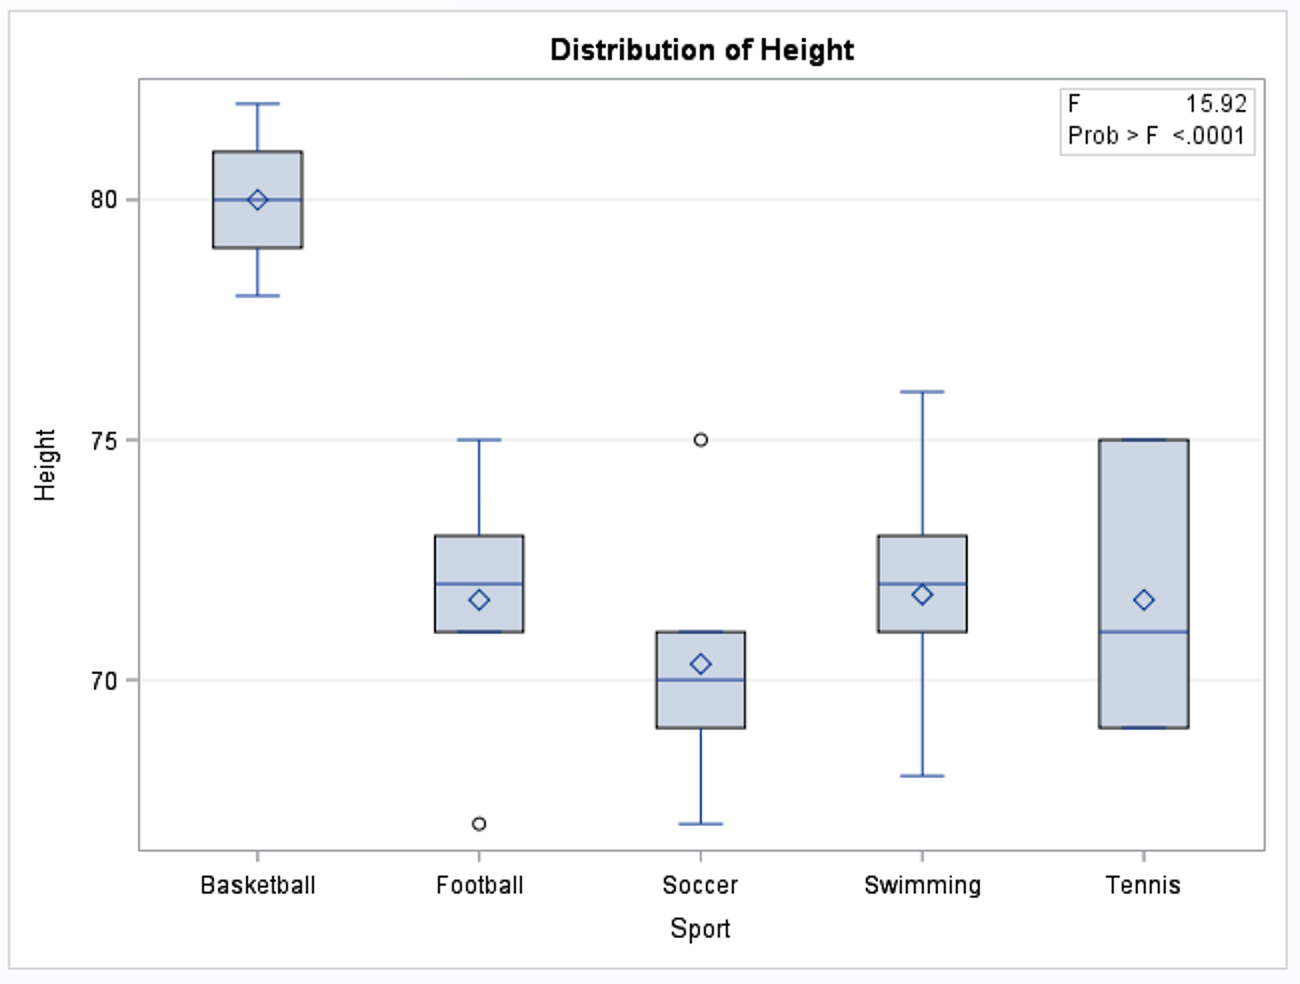 Distribution of Height
F 15.92
Prob > F <.0001
80
75
70
Height
Basketball Football Soccer Swimming Tennis
Sport